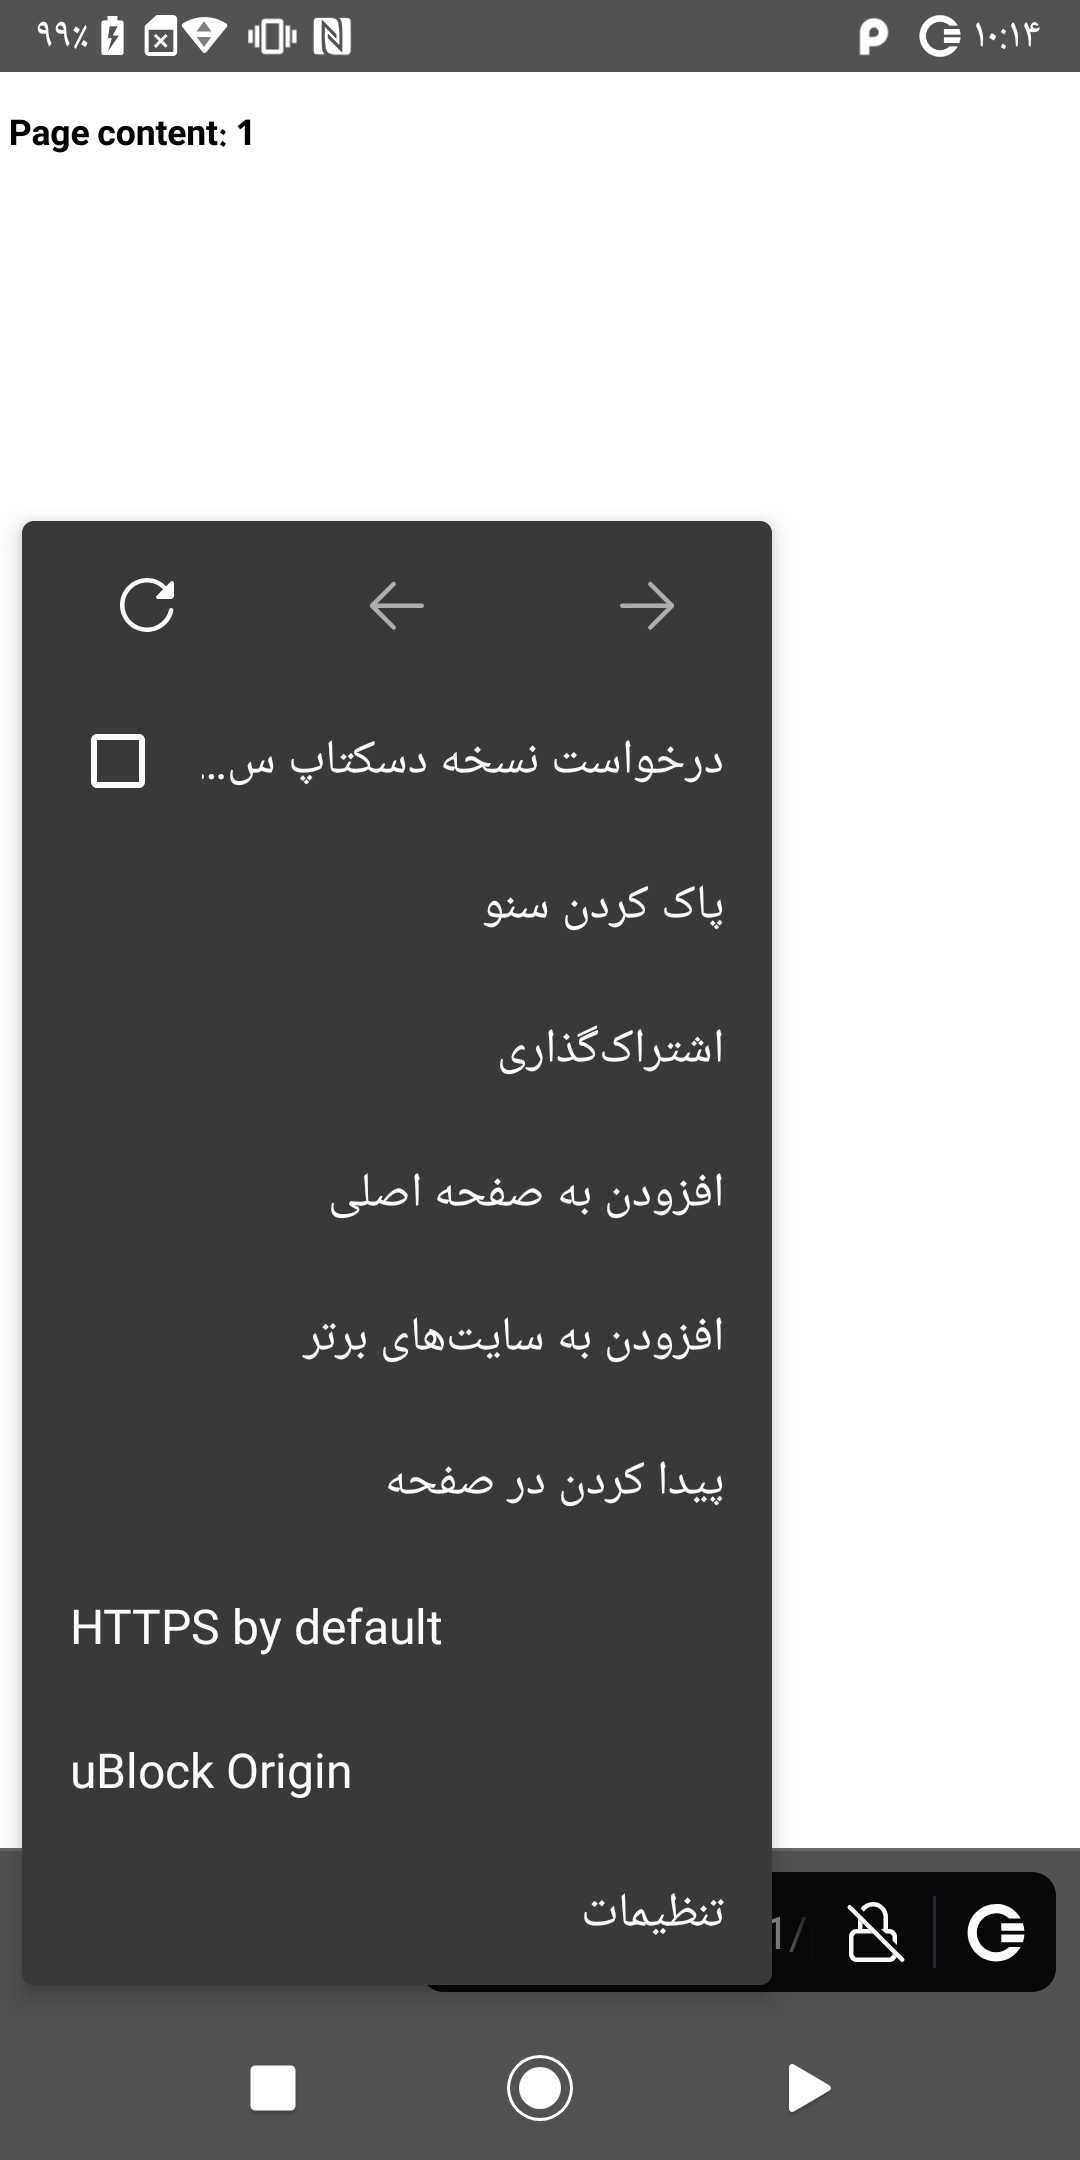 ۹۹٪ ۱۰:۱۴
Page content: 1
درخواست نسخه دسکتاپ س...
پاک کردن سنو
اشتراک‌گذاری
افزودن به صفحه اصلی
افزودن به سایت‌های برتر
پیدا کردن در صفحه
HTTPS by default
uBlock Origin
تنظیمات
1/